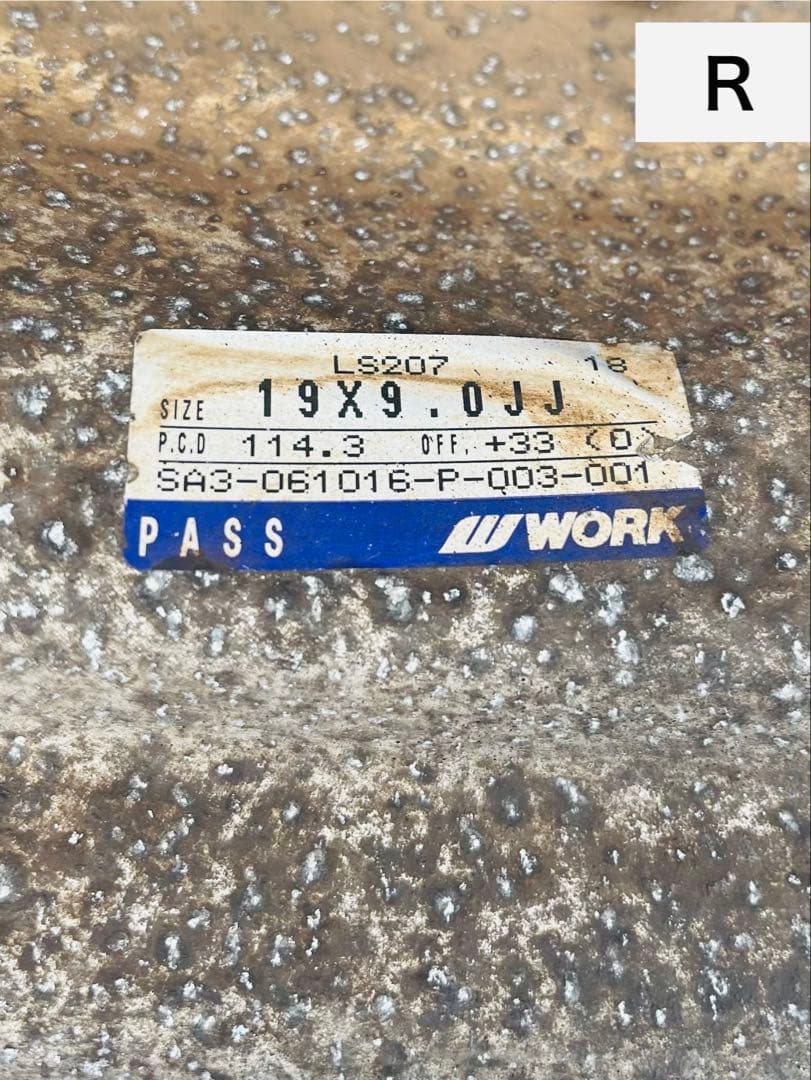 R
LS207 18
SIZE 19X9.0JJ
P.C.D 114.3 OFF. +33 <0>
SA3-061016-P-Q03-001
PASS WORK